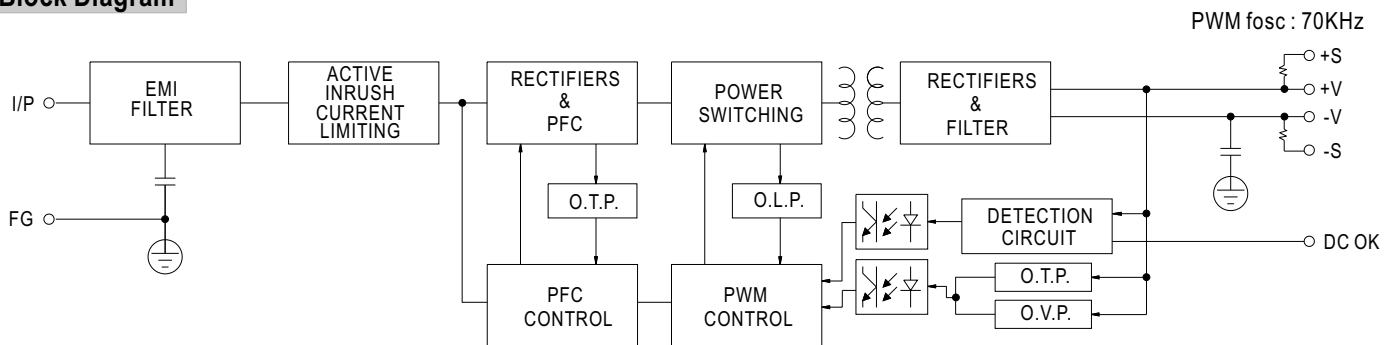 Block Diagram
PWM fosc : 70KHz
I/P
EMI
FILTER
ACTIVE
INRUSH
CURRENT
LIMITING
RECTIFIERS
&
PFC
POWER
SWITCHING
RECTIFIERS
&
FILTER
+S
+V
-V
-S
FG
O.T.P.
O.L.P.
DETECTION
CIRCUIT
DC OK
PFC
CONTROL
PWM
CONTROL
O.T.P.
O.V.P.